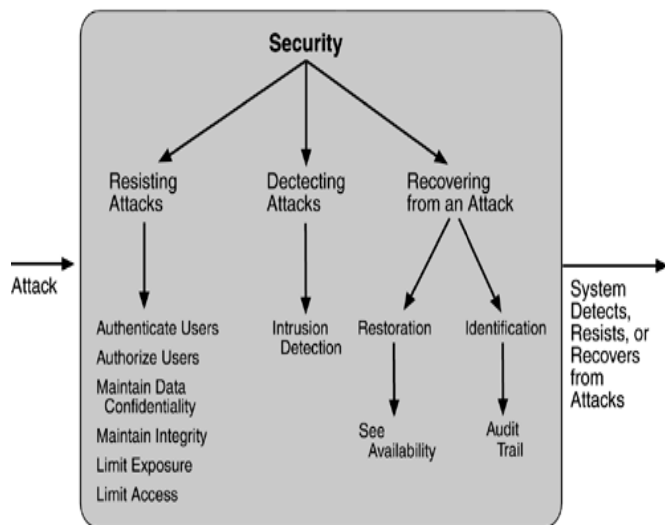 Security
Resisting
Attacks
Dectecting
Attacks
Recovering
from an Attack
Attack
Authenticate Users
Authorize Users
Maintain Data
Confidentiality
Maintain Integrity
Limit Exposure
Limit Access
Intrusion
Detection
Restoration
Identification
See
Availability
Audit
Trail
System
Detects,
Resists, or
Recovers
from
Attacks